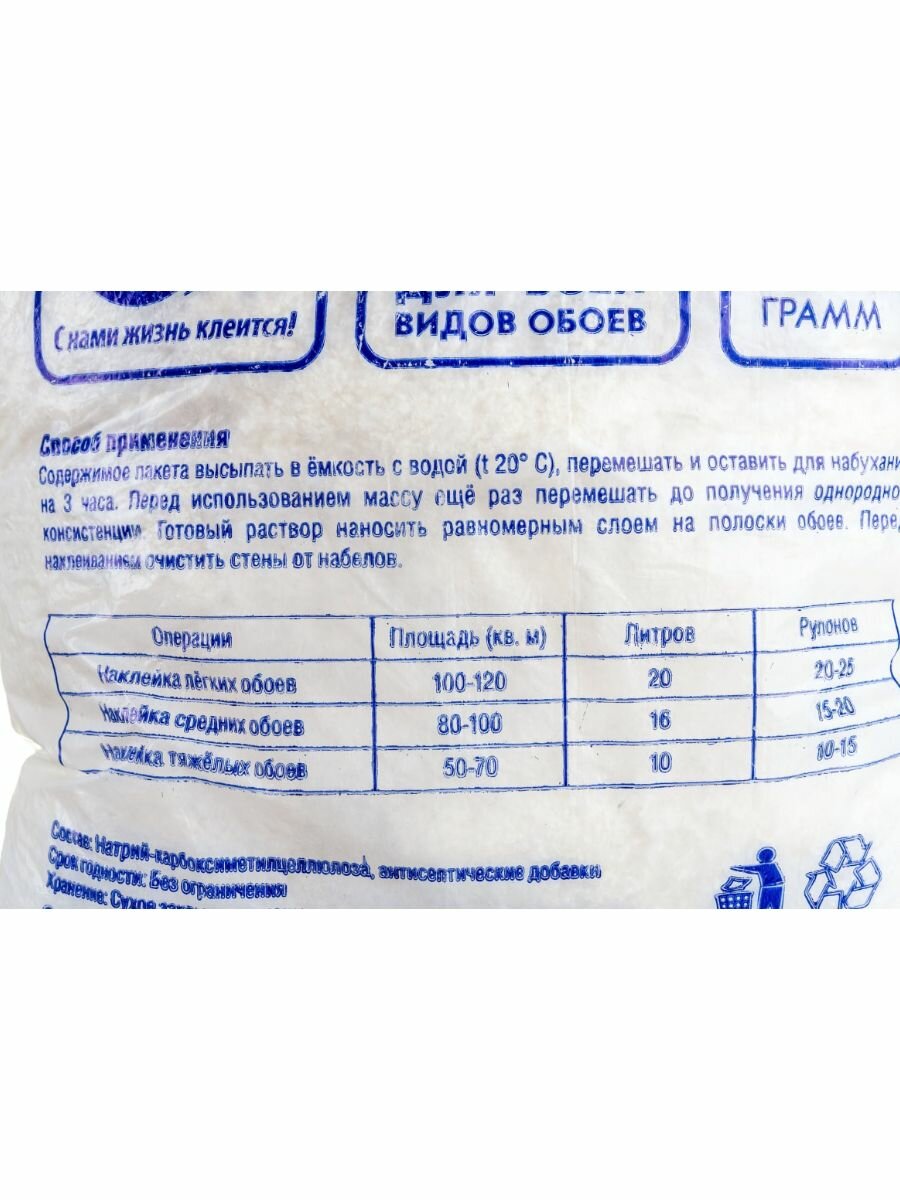 С нами жизнь клеится!
ДЛЯ ВСЕХ
ВИДОВ ОБОЕВ
ГРАММ
Способ применения
Содержимое пакета высыпать в ёмкость с водой (t 20° C), перемешать и оставить для набухани
на 3 часа. Перед использованием массу ещё раз перемешать до получения однородно
консистенции. Готовый раствор наносить равномерным слоем на полоски обоев. Перед
наклеиванием очистить стены от набелов.
Операции Площадь (кв. м) Литров Рулонов
Наклейка лёгких обоев 100-120 20 20-25
Наклейка средних обоев 80-100 16 15-20
Наклейка тяжёлых обоев 50-70 10 10-15
Состав: Натрий-карбоксиметилцеллюлоза, антисептические добавки
Срок годности: Без ограничения
Хранение: Сухое